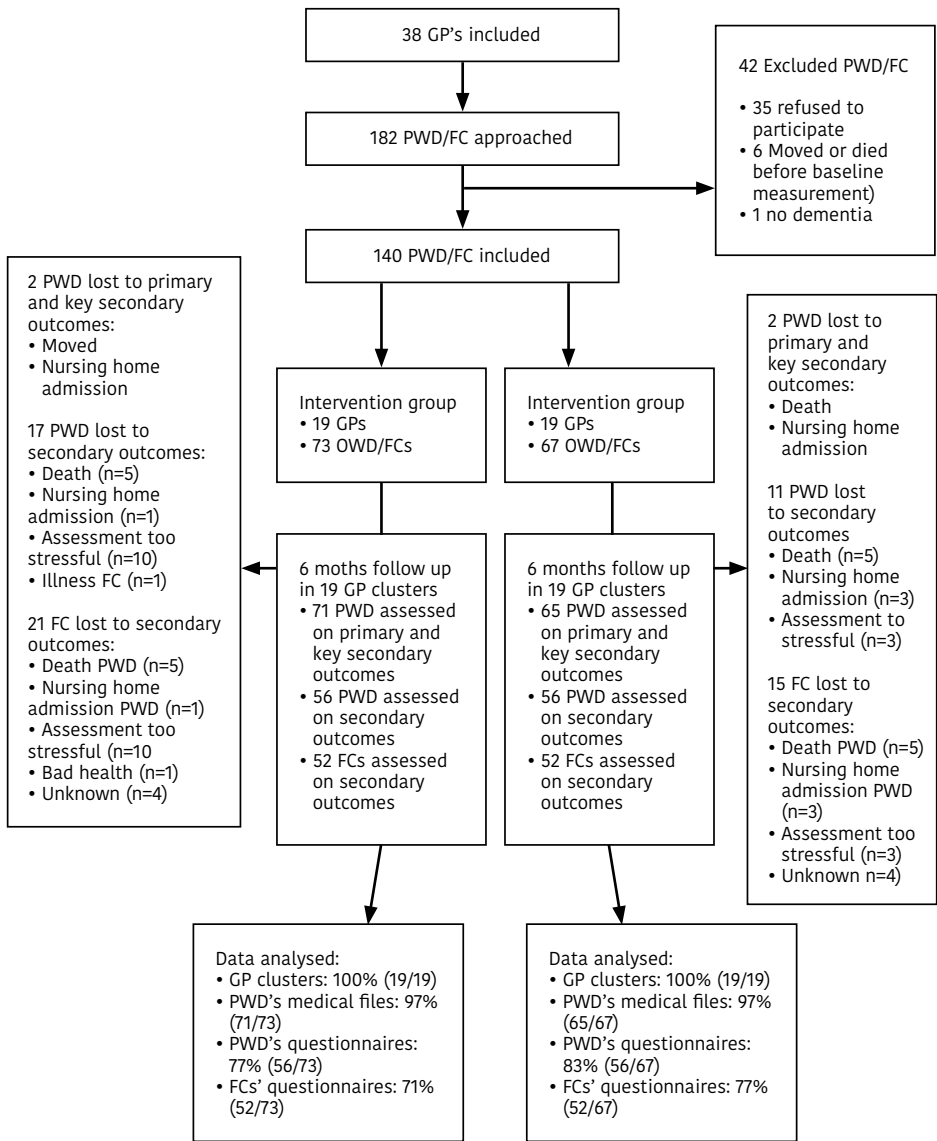 38 GP's included
42 Excluded PWD/FC
• 35 refused to
participate
• 6 Moved or died
before baseline
measurement)
• 1 no dementia
182 PWD/FC approached
140 PWD/FC included
2 PWD lost to primary
and key secondary
outcomes:
• Moved
• Nursing home
admission
17 PWD lost to
secondary outcomes:
• Death (n=5)
• Nursing home
admission (n=1)
• Assessment too
stressful (n=10)
• Illness FC (n=1)
21 FC lost to secondary
outcomes:
• Death PWD (n=5)
• Nursing home
admission PWD (n=1)
• Assessment too
stressful (n=10
• Bad health (n=1)
• Unknown (n=4)
Intervention group
• 19 GPs
• 73 OWD/FCs
Intervention group
• 19 GPs
• 67 OWD/FCs
2 PWD lost to
primary and
key secondary
outcomes:
• Death
• Nursing home
admission
11 PWD lost
to secondary
outcomes
• Death (n=5)
• Nursing home
admission (n=3)
• Assessment to
stressful (n=3)
15 FC lost to
secondary
outcomes:
• Death PWD (n=5)
• Nursing home
admission PWD
(n=3)
• Assessment too
stressful (n=3)
• Unknown n=4)
6 moths follow up
in 19 GP clusters
• 71 PWD assessed
on primary and
key secondary
outcomes
• 56 PWD assessed
on secondary
outcomes
• 52 FCs assessed
on secondary
outcomes
6 months follow up
in 19 GP clusters
• 65 PWD assessed
on primary and
key secondary
outcomes
• 56 PWD assessed
on secondary
outcomes
• 52 FCs assessed
on secondary
outcomes
Data analysed:
• GP clusters: 100% (19/19)
• PWD's medical files: 97%
(71/73)
• PWD's questionnaires:
77% (56/73)
• FCs' questionnaires: 71%
(52/73)
Data analysed:
• GP clusters: 100% (19/19)
• PWD's medical files: 97%
(65/67)
• PWD's questionnaires:
83% (56/67)
• FCs' questionnaires: 77%
(52/67)